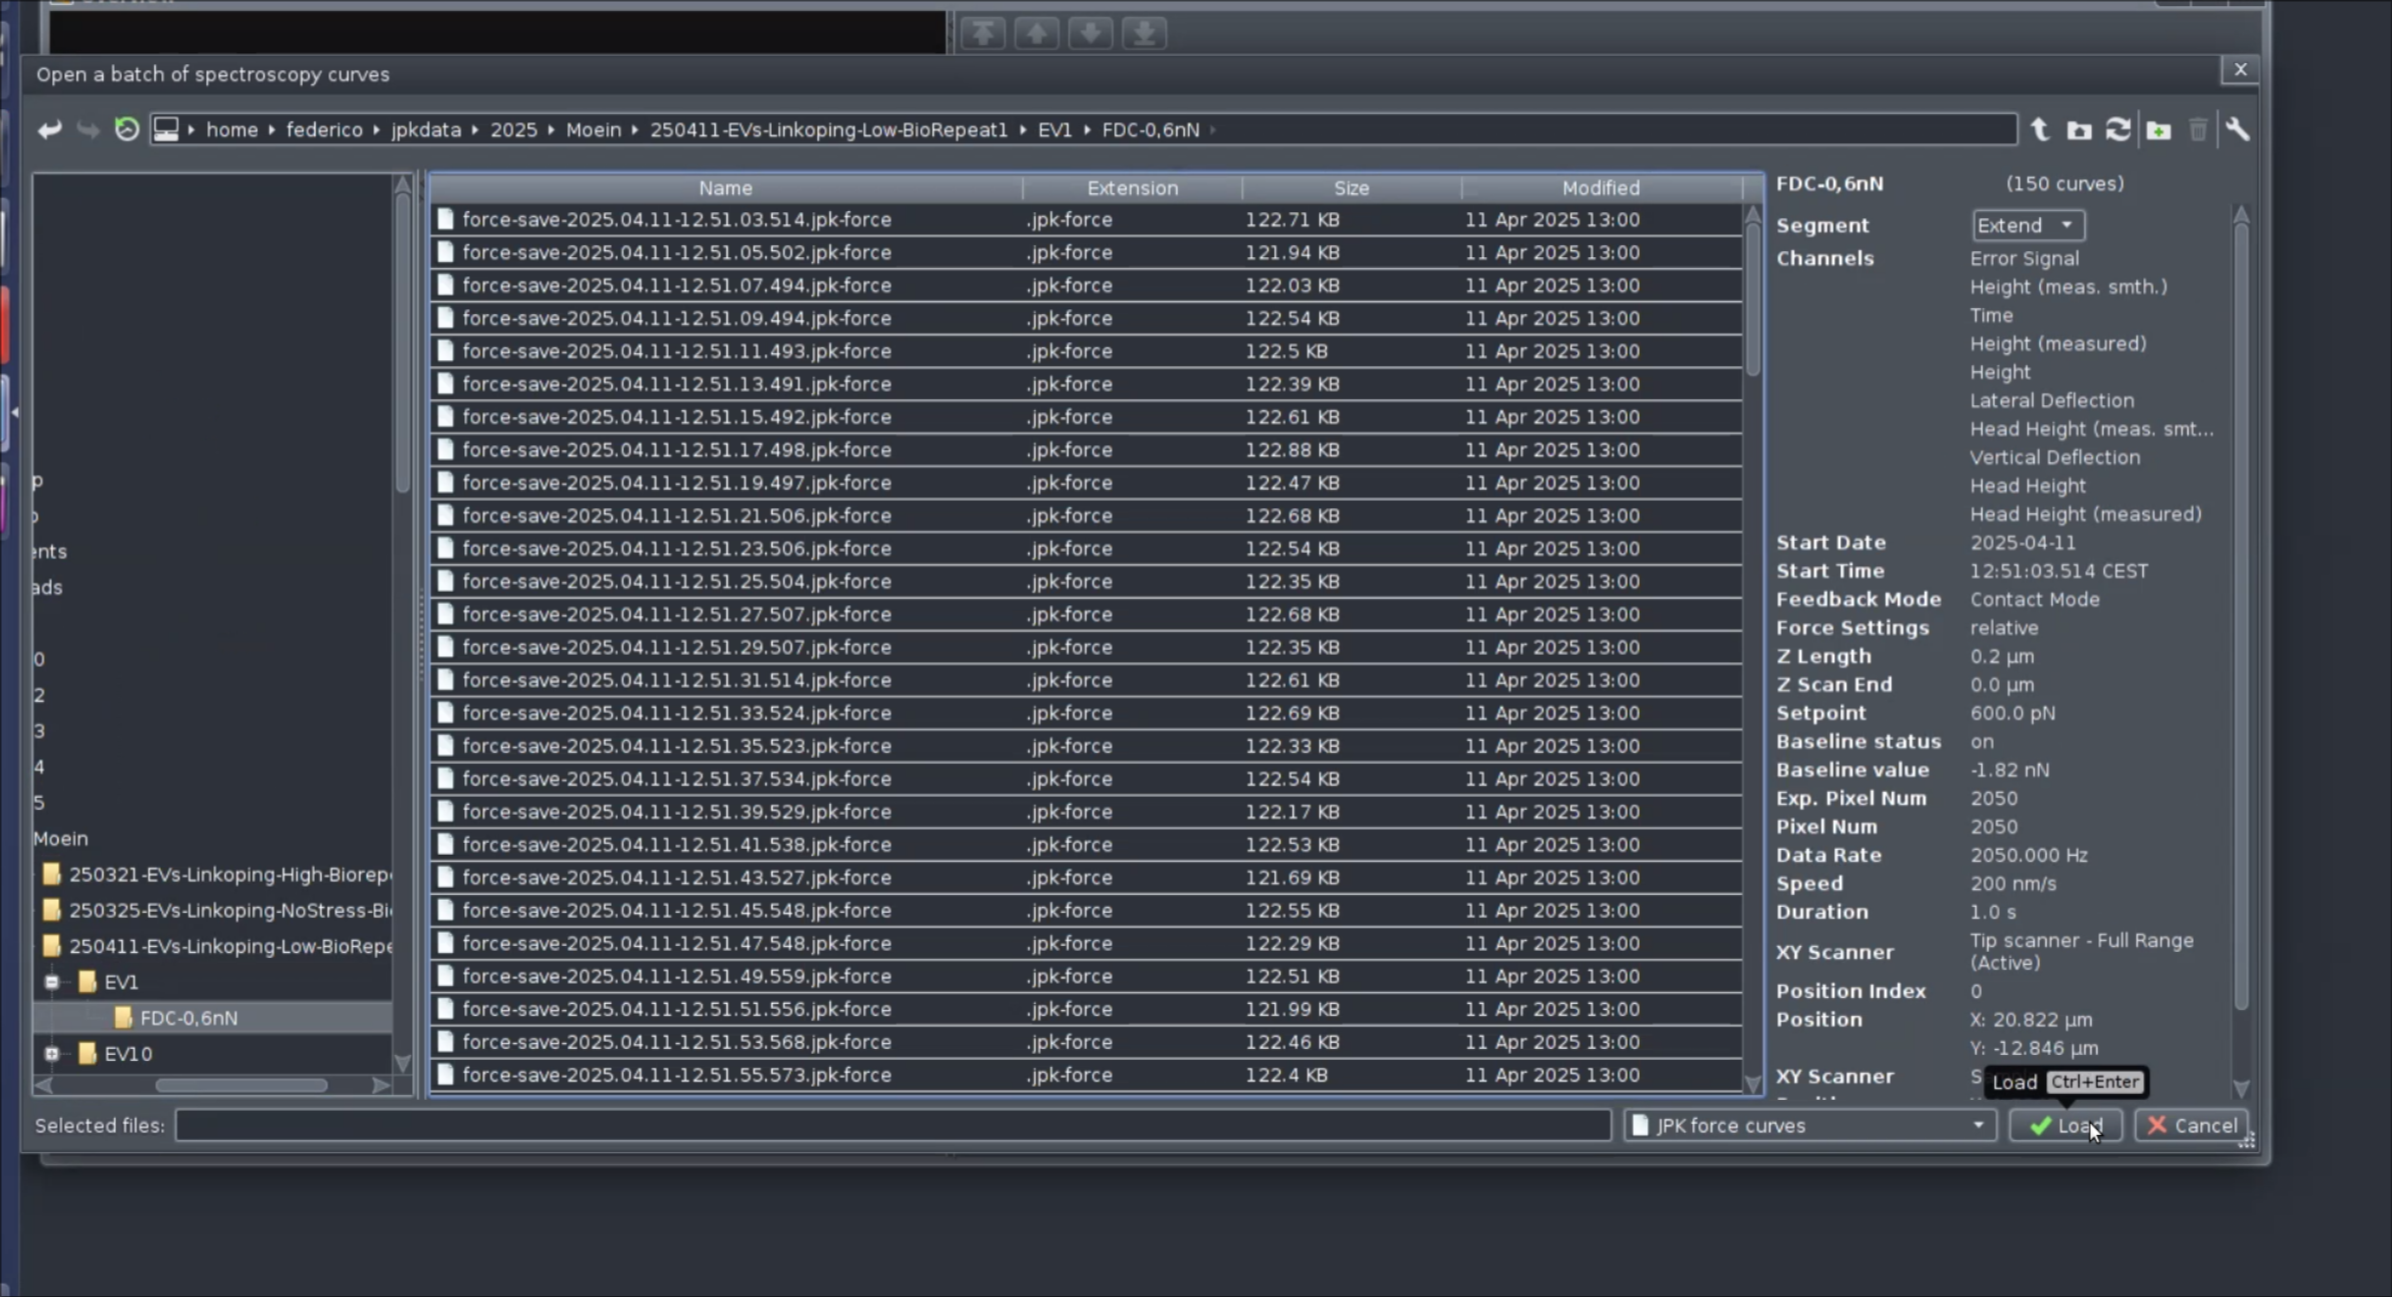 Open a batch of spectroscopy curves
home federico jpkdata 2025 Moein 250411-EVs-Linkoping-Low-BioRepeat1 EV1 FDC-0,6nN
p
ents
ads
0
2
3
4
5
Moein
250321-EVs-Linkoping-High-Biorep
250325-EVs-Linkoping-NoStress-Bi
250411-EVs-Linkoping-Low-BioRepe
EV1
FDC-0,6nN
EV10
Name Extension Size Modified
force-save-2025.04.11-12.51.03.514.jpk-force .jpk-force 122.71 KB 11 Apr 2025 13:00
force-save-2025.04.11-12.51.05.502.jpk-force .jpk-force 121.94 KB 11 Apr 2025 13:00
force-save-2025.04.11-12.51.07.494.jpk-force .jpk-force 122.03 KB 11 Apr 2025 13:00
force-save-2025.04.11-12.51.09.494.jpk-force .jpk-force 122.54 KB 11 Apr 2025 13:00
force-save-2025.04.11-12.51.11.493.jpk-force .jpk-force 122.5 KB 11 Apr 2025 13:00
force-save-2025.04.11-12.51.13.491.jpk-force .jpk-force 122.39 KB 11 Apr 2025 13:00
force-save-2025.04.11-12.51.15.492.jpk-force .jpk-force 122.61 KB 11 Apr 2025 13:00
force-save-2025.04.11-12.51.17.498.jpk-force .jpk-force 122.88 KB 11 Apr 2025 13:00
force-save-2025.04.11-12.51.19.497.jpk-force .jpk-force 122.47 KB 11 Apr 2025 13:00
force-save-2025.04.11-12.51.21.506.jpk-force .jpk-force 122.68 KB 11 Apr 2025 13:00
force-save-2025.04.11-12.51.23.506.jpk-force .jpk-force 122.54 KB 11 Apr 2025 13:00
force-save-2025.04.11-12.51.25.504.jpk-force .jpk-force 122.35 KB 11 Apr 2025 13:00
force-save-2025.04.11-12.51.27.507.jpk-force .jpk-force 122.68 KB 11 Apr 2025 13:00
force-save-2025.04.11-12.51.29.507.jpk-force .jpk-force 122.35 KB 11 Apr 2025 13:00
force-save-2025.04.11-12.51.31.514.jpk-force .jpk-force 122.61 KB 11 Apr 2025 13:00
force-save-2025.04.11-12.51.33.524.jpk-force .jpk-force 122.69 KB 11 Apr 2025 13:00
force-save-2025.04.11-12.51.35.523.jpk-force .jpk-force 122.33 KB 11 Apr 2025 13:00
force-save-2025.04.11-12.51.37.534.jpk-force .jpk-force 122.54 KB 11 Apr 2025 13:00
force-save-2025.04.11-12.51.39.529.jpk-force .jpk-force 122.17 KB 11 Apr 2025 13:00
force-save-2025.04.11-12.51.41.538.jpk-force .jpk-force 122.53 KB 11 Apr 2025 13:00
force-save-2025.04.11-12.51.43.527.jpk-force .jpk-force 121.69 KB 11 Apr 2025 13:00
force-save-2025.04.11-12.51.45.548.jpk-force .jpk-force 122.55 KB 11 Apr 2025 13:00
force-save-2025.04.11-12.51.47.548.jpk-force .jpk-force 122.29 KB 11 Apr 2025 13:00
force-save-2025.04.11-12.51.49.559.jpk-force .jpk-force 122.51 KB 11 Apr 2025 13:00
force-save-2025.04.11-12.51.51.556.jpk-force .jpk-force 121.99 KB 11 Apr 2025 13:00
force-save-2025.04.11-12.51.53.568.jpk-force .jpk-force 122.46 KB 11 Apr 2025 13:00
force-save-2025.04.11-12.51.55.573.jpk-force .jpk-force 122.4 KB 11 Apr 2025 13:00
FDC-0,6nN (150 curves)
Segment Extend
Channels Error Signal
Height (meas. smth.)
Time
Height (measured)
Height
Lateral Deflection
Head Height (meas. smt...
Vertical Deflection
Head Height
Head Height (measured)
Start Date 2025-04-11
Start Time 12:51:03.514 CEST
Feedback Mode Contact Mode
Force Settings relative
Z Length 0.2 µm
Z Scan End 0.0 µm
Setpoint 600.0 pN
Baseline status on
Baseline value -1.82 nN
Exp. Pixel Num 2050
Pixel Num 2050
Data Rate 2050.000 Hz
Speed 200 nm/s
Duration 1.0 s
XY Scanner Tip scanner - Full Range
(Active)
Position Index 0
Position X: 20.822 µm
Y: -12.846 µm
XY Scanner
Load Ctrl+Enter
Selected files: JPK force curves Load Cancel